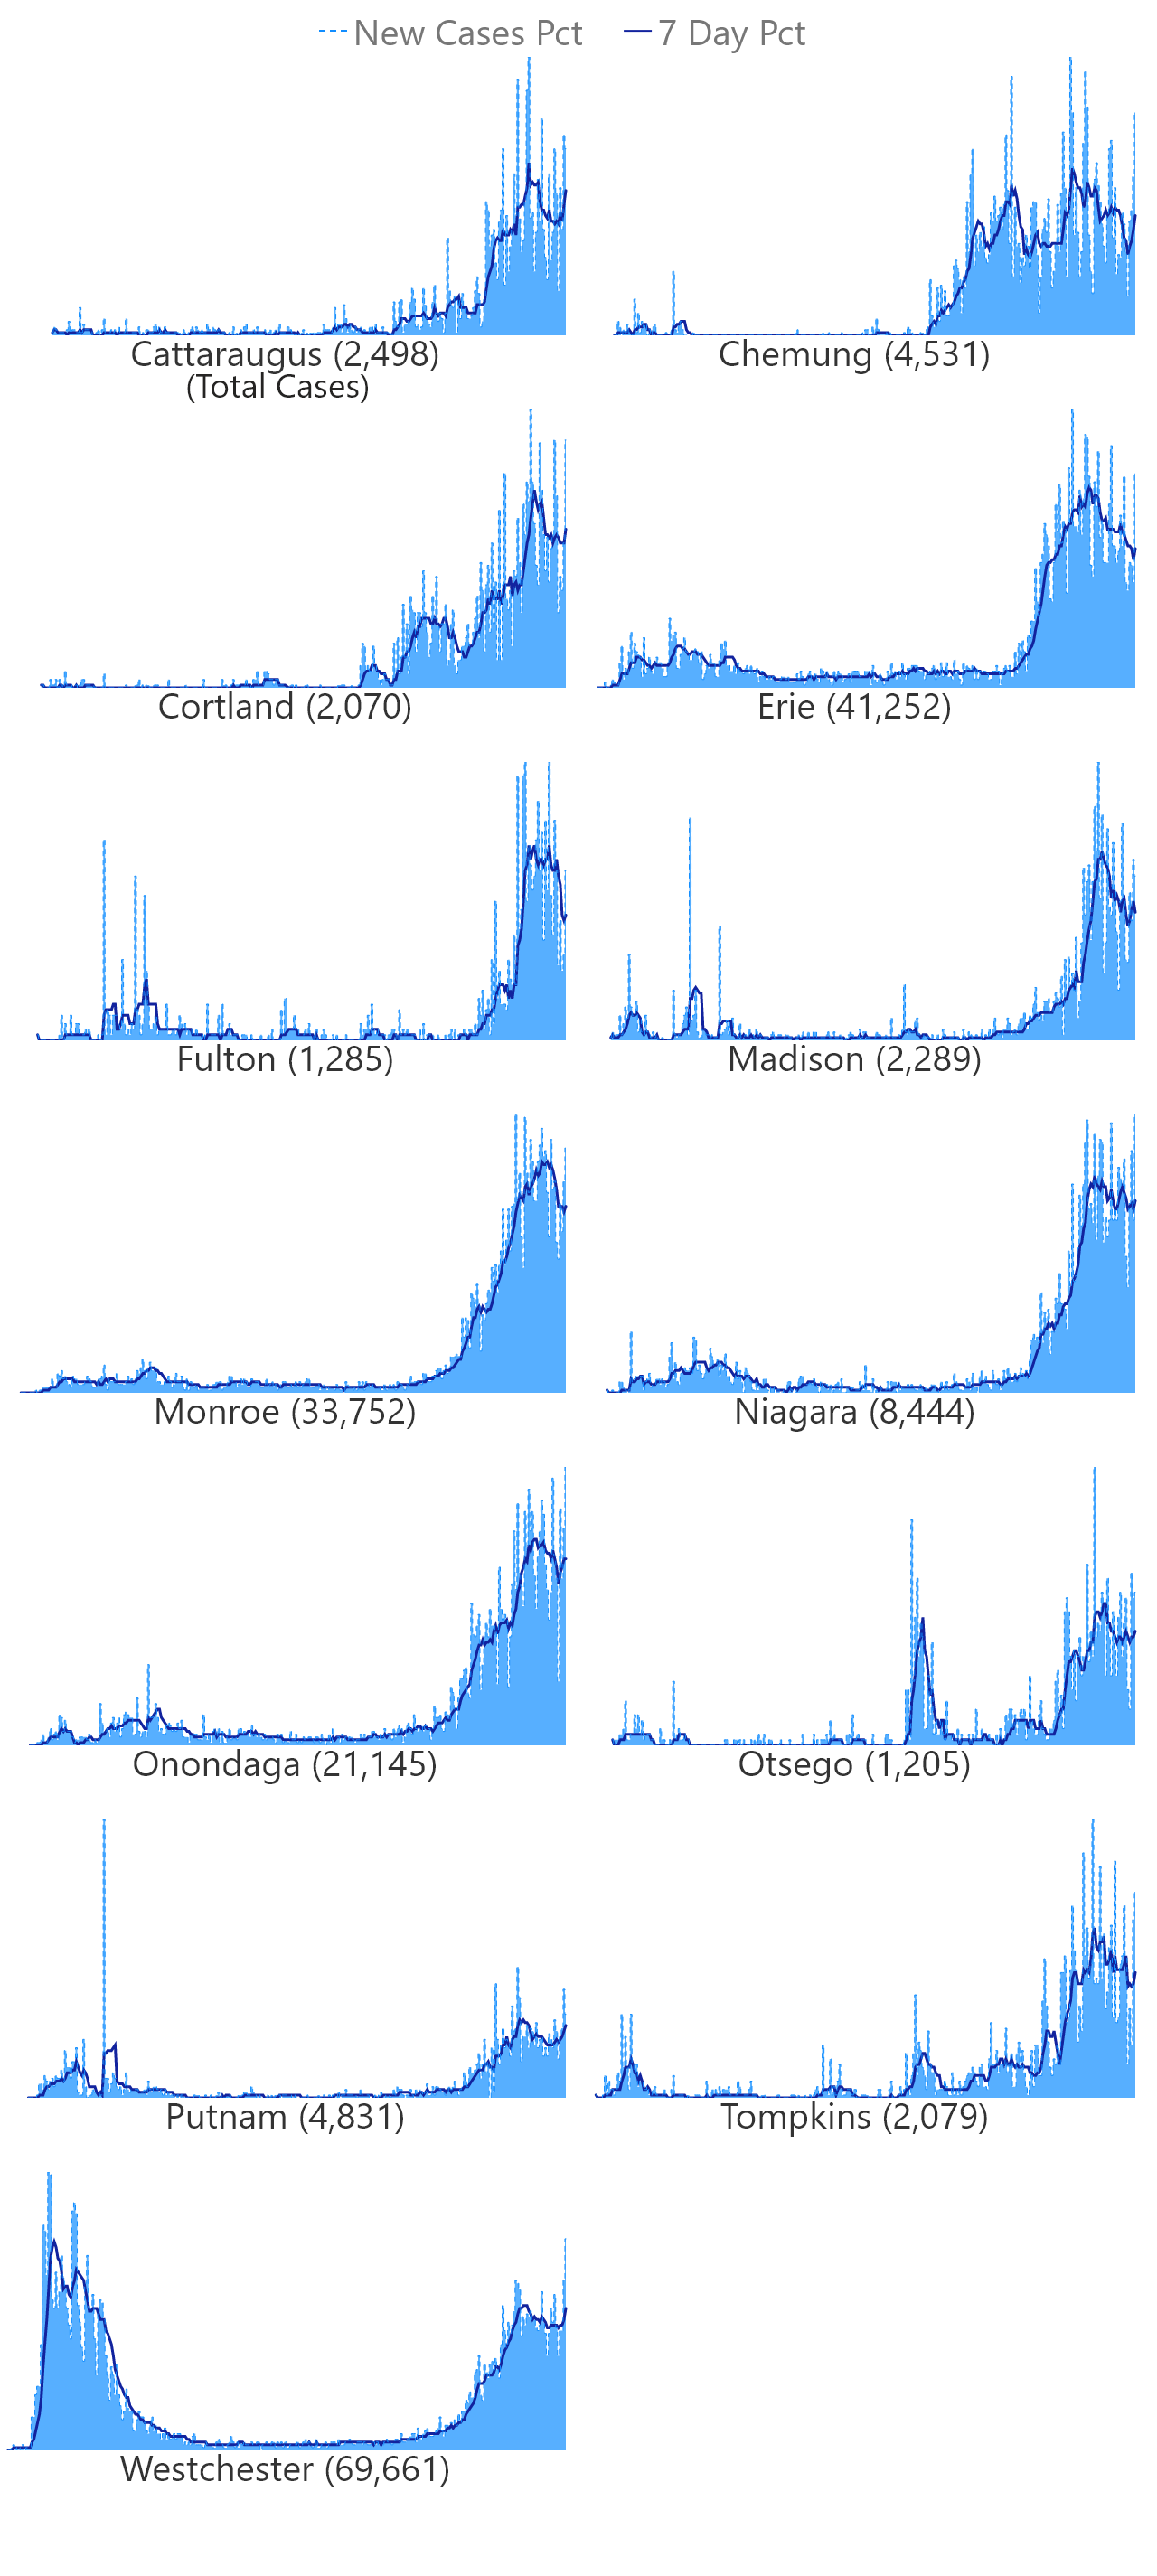 New Cases Pct 7 Day Pct
Cattaraugus (2,498) Chemung (4,531)
(Total Cases)
Cortland (2,070) Erie (41,252)
Fulton (1,285) Madison (2,289)
Monroe (33,752) Niagara (8,444)
Onondaga (21,145) Otsego (1,205)
Putnam (4,831) Tompkins (2,079)
Westchester (69,661)